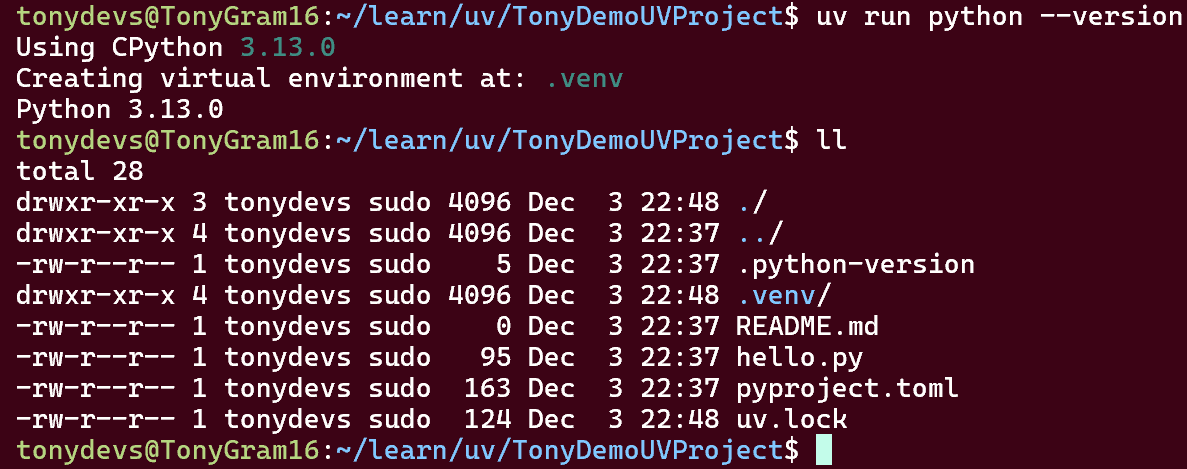 tonydevs@TonyGram16:~/learn/uv/TonyDemoUVProject$ uv run python --version
Using CPython 3.13.0
Creating virtual environment at: .venv
Python 3.13.0
tonydevs@TonyGram16:~/learn/uv/TonyDemoUVProject$ ll
total 28
drwxr-xr-x 3 tonydevs sudo 4096 Dec  3 22:48 ./
drwxr-xr-x 4 tonydevs sudo 4096 Dec  3 22:37 ../
-rw-r--r-- 1 tonydevs sudo    5 Dec  3 22:37 .python-version
drwxr-xr-x 4 tonydevs sudo 4096 Dec  3 22:48 .venv/
-rw-r--r-- 1 tonydevs sudo    0 Dec  3 22:37 README.md
-rw-r--r-- 1 tonydevs sudo   95 Dec  3 22:37 hello.py
-rw-r--r-- 1 tonydevs sudo  163 Dec  3 22:37 pyproject.toml
-rw-r--r-- 1 tonydevs sudo  124 Dec  3 22:48 uv.lock
tonydevs@TonyGram16:~/learn/uv/TonyDemoUVProject$